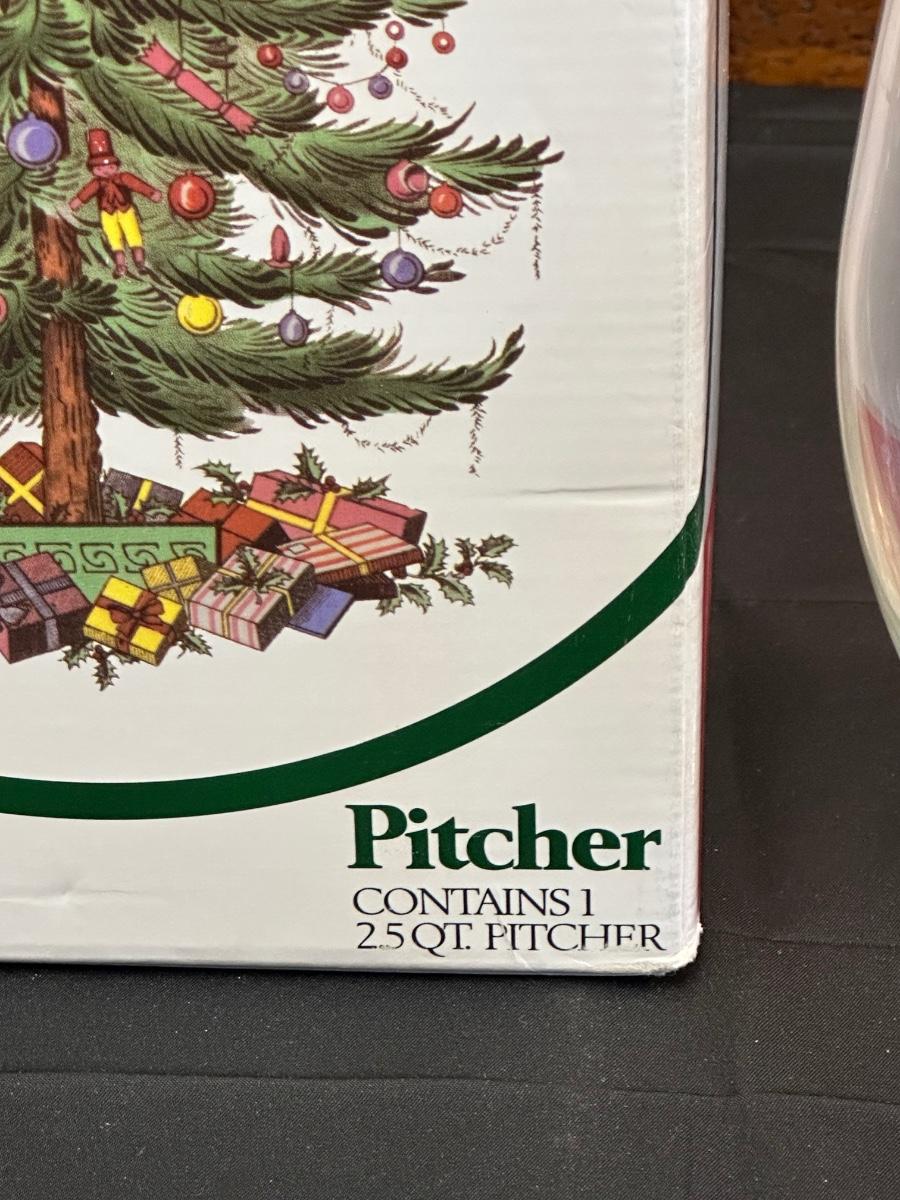 Pitcher
CONTAINS 1
2.5 QT. PITCHER